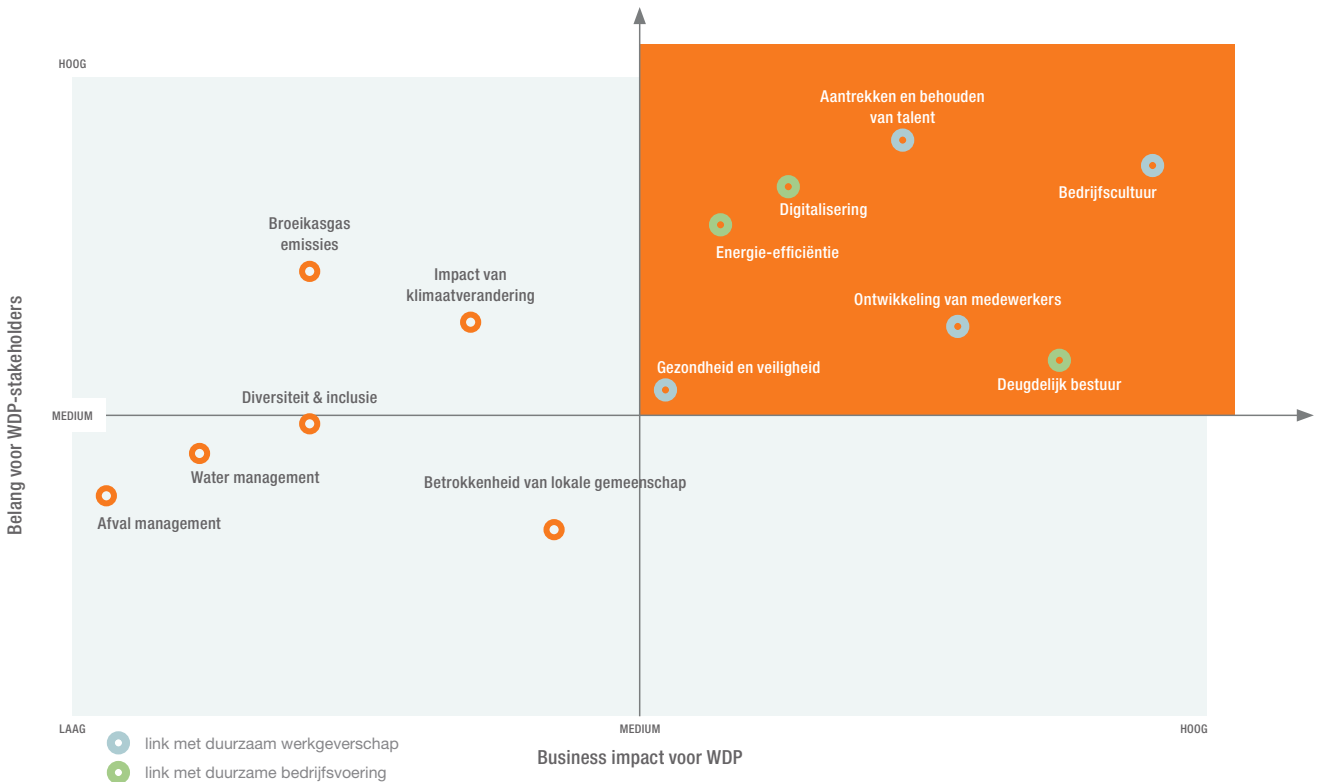 HOOG
Aantrekken en behouden
van talent
Bedrijfscultuur
Digitalisering
Energie-efficiëntie
Broeikasgas
emissies
Impact van
klimaatverandering
Ontwikkeling van medewerkers
Gezondheid en veiligheid
Deugdelijk bestuur
Diversiteit & inclusie
MEDIUM
Belang voor WDP-stakeholders
Water management
Betrokkenheid van lokale gemeenschap
Afval management
LAAG
MEDIUM
HOOG
Business impact voor WDP
link met duurzaam werkgeverschap
link met duurzame bedrijfsvoering